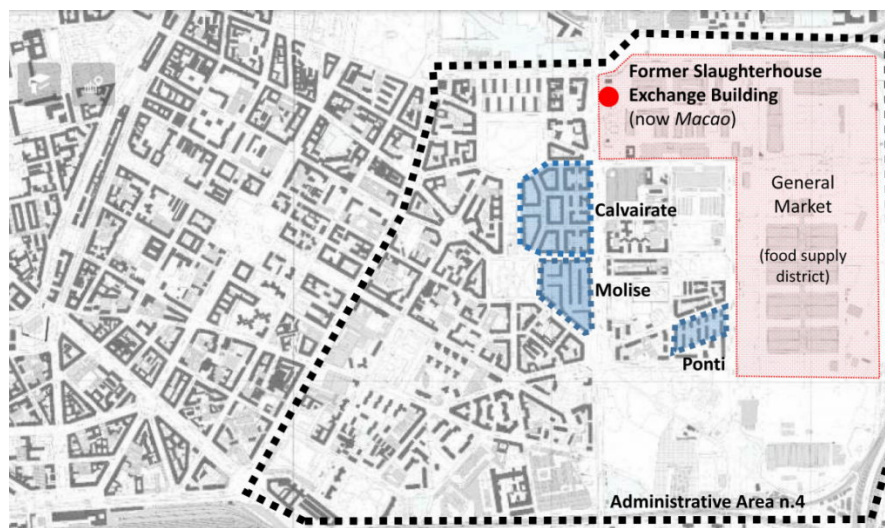 Former Slaughterhouse
Exchange Building
(now Macao)
General
Market
(food supply
district)
Calvairate
Molise
Ponti
Administrative Area n.4